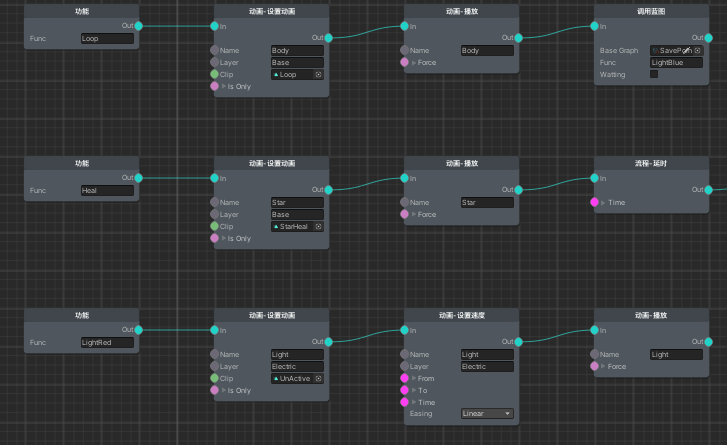 功能
Out
Func Loop
动画-设置动画
In
Out
Name Body
Layer Base
Clip Loop
Is Only
动画-播放
In
Out
Name Body
Force
调用蓝图
In
Out
Base Graph
Func LightBlue
Waiting
功能
Out
Func Heal
动画-设置动画
In
Out
Name Star
Layer Base
Clip StarHeal
Is Only
动画-播放
In
Out
Name Star
Force
流程-延时
In
Out
Time
功能
Out
Func LightRed
动画-设置动画
In
Out
Name Light
Layer Electric
Clip UnActive
Is Only
动画-设置速度
In
Out
Name Light
Layer Electric
From
To
Time
Easing Linear
动画-播放
In
Out
Name Light
Force